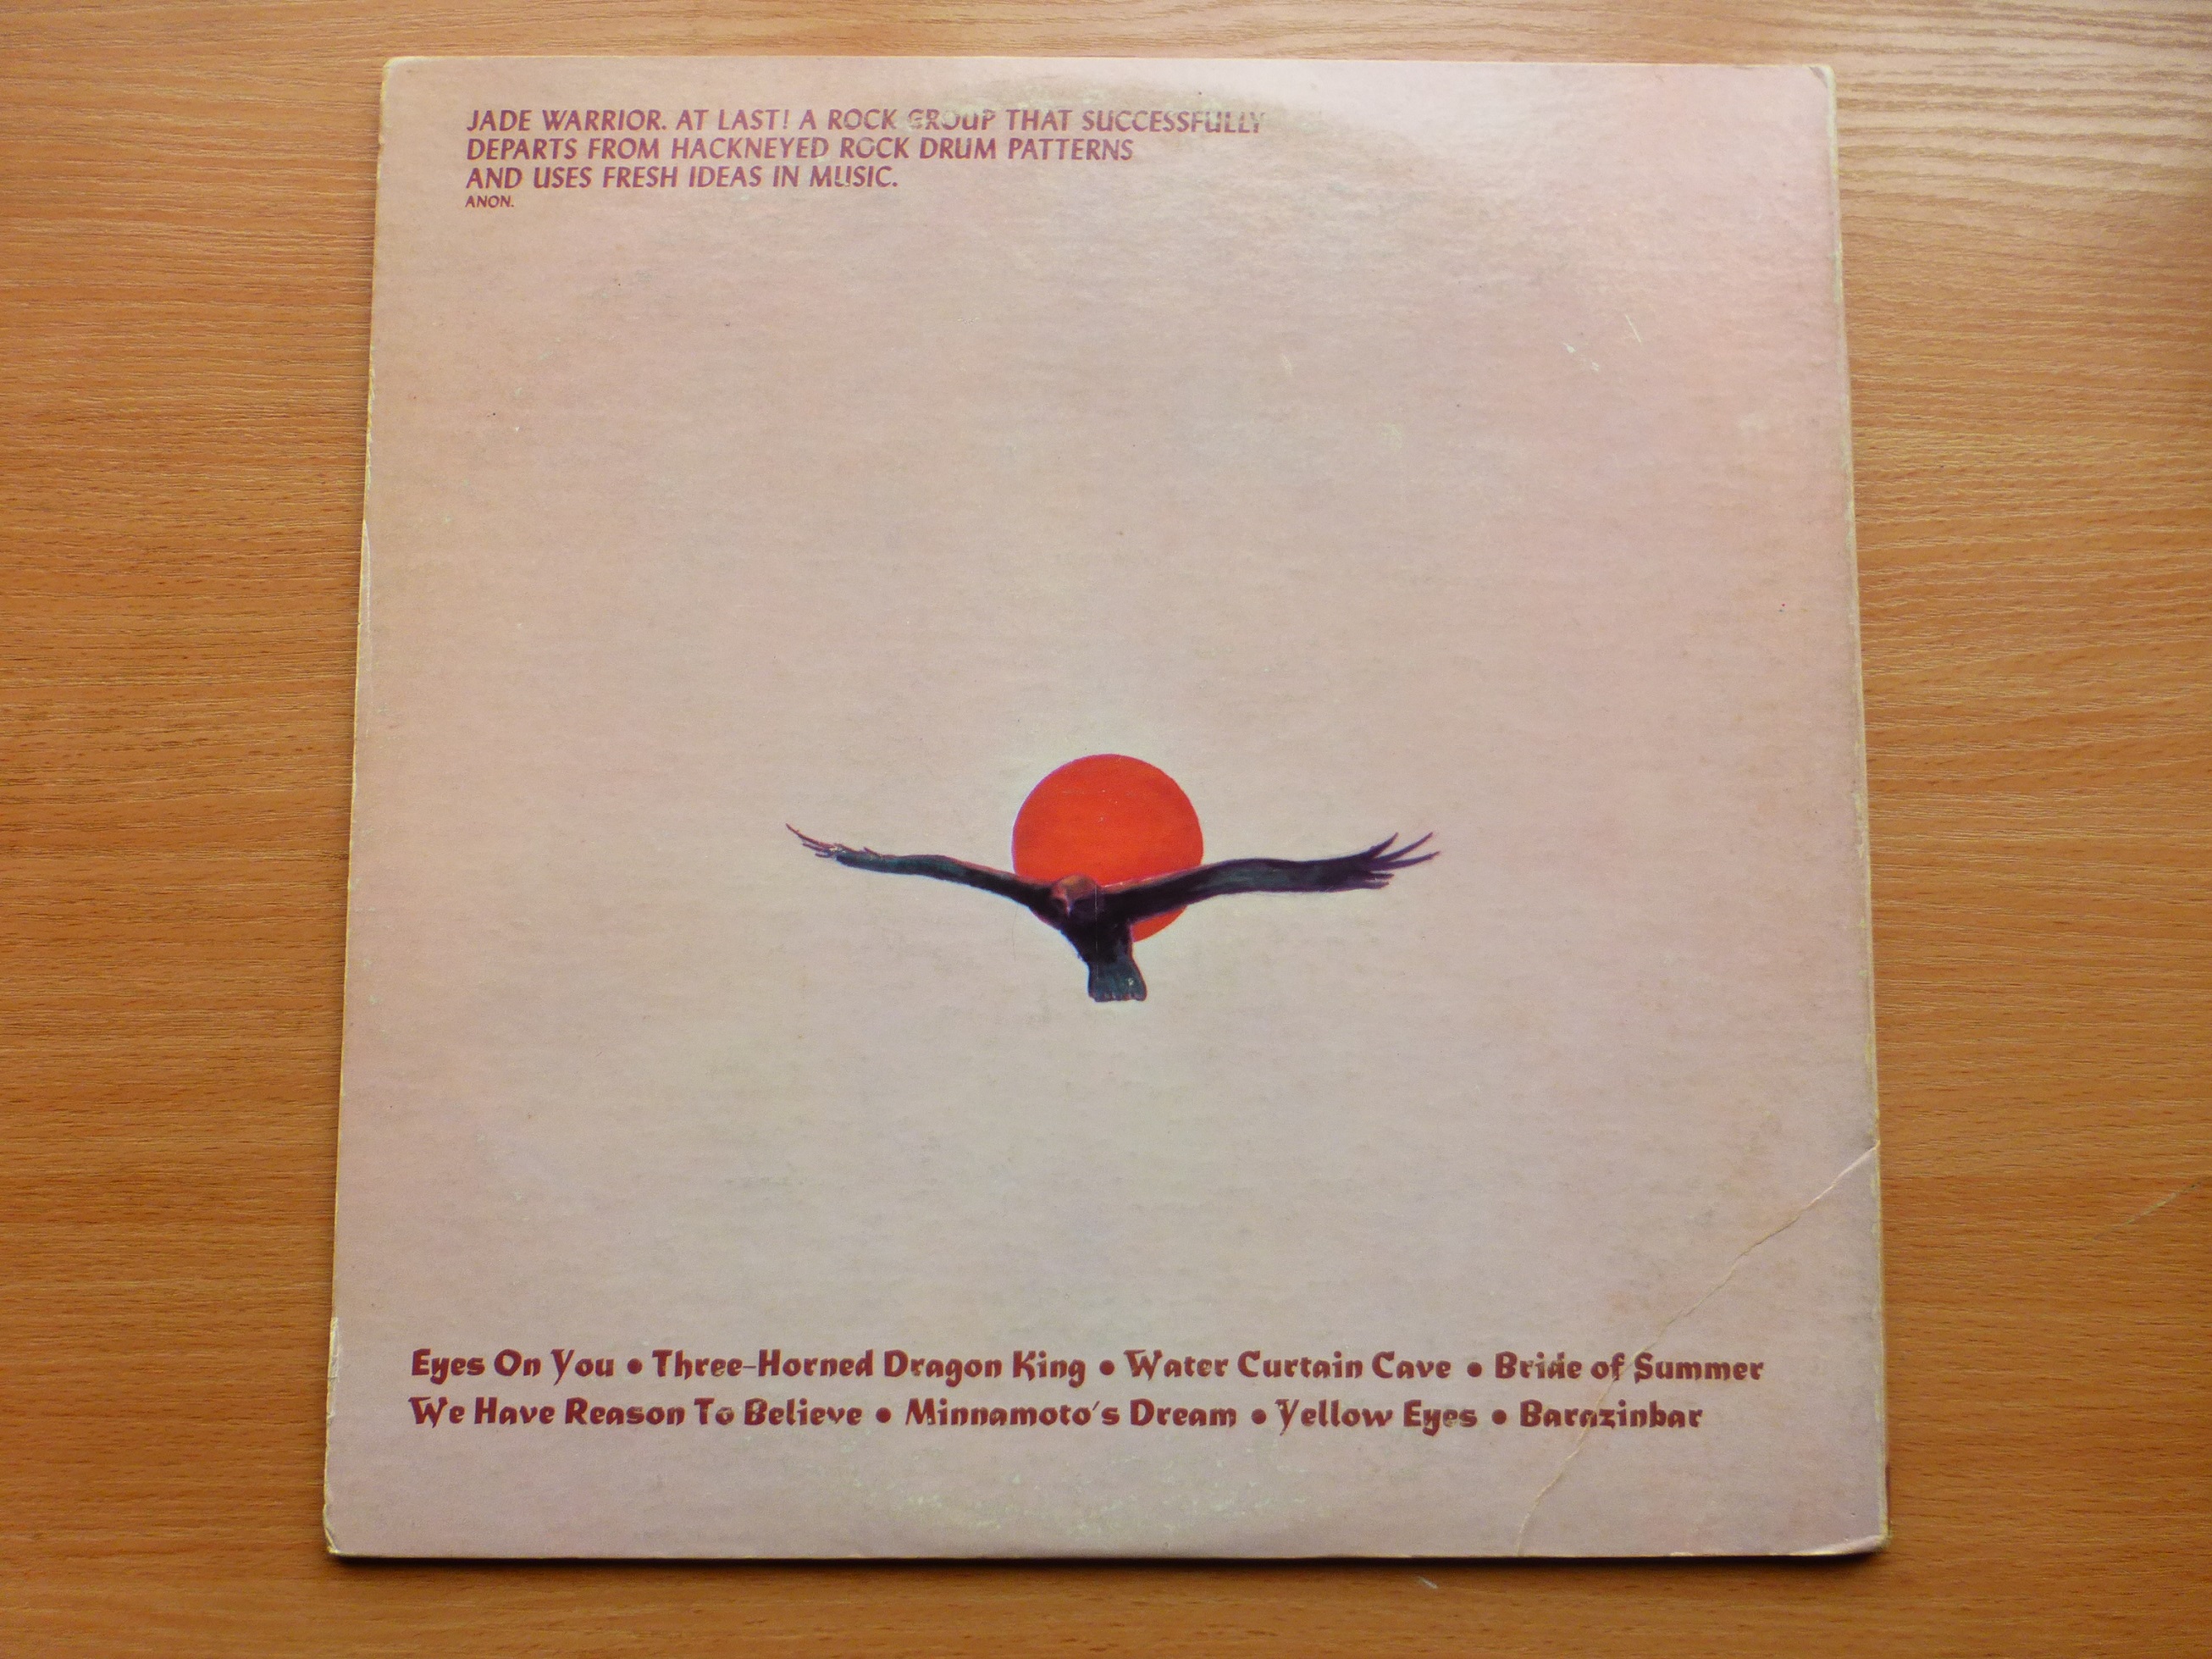 JADE WARRIOR. AT LAST! A ROCK GROUP THAT SUCCESSFULLY
DEPARTS FROM HACKNEYED ROCK DRUM PATTERNS
AND USES FRESH IDEAS IN MUSIC.
ANON.
Eyes On You • Three-Horned Dragon King • Water Curtain Cave • Bride of Summer
We Have Reason To Believe • Minnamoto's Dream • Yellow Eyes • Barazinbar